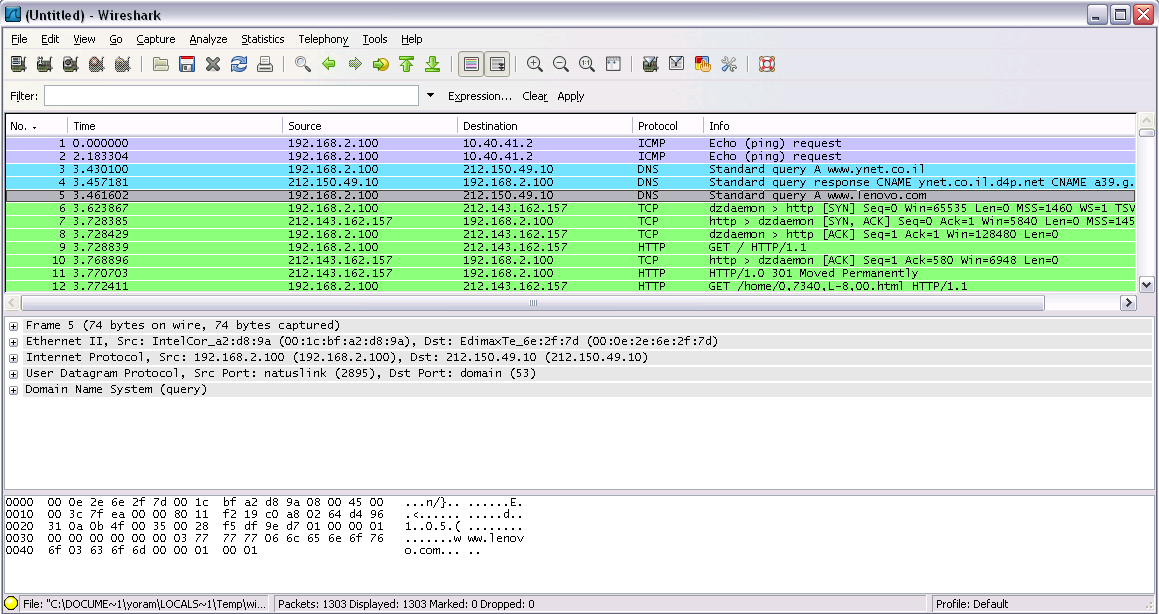 (Untitled) - Wireshark
File Edit View Go Capture Analyze Statistics Telephony Tools Help
Filter: Expression... Clear Apply
No. Time Source Destination Protocol Info
1 0.000000 192.168.2.100 10.40.41.2 ICMP Echo (ping) request
2 2.183304 192.168.2.100 10.40.41.2 ICMP Echo (ping) request
3 3.430100 192.168.2.100 212.150.49.10 DNS Standard query A www.ynet.co.il
4 3.457181 212.150.49.10 192.168.2.100 DNS Standard query response CNAME ynet.co.il.d4p.net CNAME a39.g.
5 3.461602 192.168.2.100 212.150.49.10 DNS Standard query A www.lenovo.com
6 3.623867 192.168.2.100 212.143.162.157 TCP dzdaemon > http [SYN] Seq=0 Win=65535 Len=0 MSS=1460 WS=1 TSV
7 3.728385 212.143.162.157 192.168.2.100 TCP http > dzdaemon [SYN, ACK] Seq=0 Ack=1 Win=5840 Len=0 MSS=145
8 3.728429 192.168.2.100 212.143.162.157 TCP dzdaemon > http [ACK] Seq=1 Ack=1 Win=128480 Len=0
9 3.728839 192.168.2.100 212.143.162.157 HTTP GET / HTTP/1.1
10 3.768896 212.143.162.157 192.168.2.100 TCP http > dzdaemon [ACK] Seq=1 Ack=580 Win=6948 Len=0
11 3.770703 212.143.162.157 192.168.2.100 HTTP HTTP/1.0 301 Moved Permanently
12 3.772411 192.168.2.100 212.143.162.157 HTTP GET /home/0,7340,L-8,00.html HTTP/1.1
Frame 5 (74 bytes on wire, 74 bytes captured)
Ethernet II, Src: IntelCor_a2:d8:9a (00:1c:bf:a2:d8:9a), Dst: EdimaxTe_6e:2f:7d (00:0e:2e:6e:2f:7d)
Internet Protocol, Src: 192.168.2.100 (192.168.2.100), Dst: 212.150.49.10 (212.150.49.10)
User Datagram Protocol, Src Port: natuslink (2895), Dst Port: domain (53)
Domain Name System (query)
0000 00 0e 2e 6e 2f 7d 00 1c bf a2 d8 9a 08 00 45 00 ...n/}.. ......E.
0010 00 3c 7f ea 00 00 80 11 f2 19 c0 a8 02 64 d4 96 .<...... .....d..
0020 31 0a 0b 4f 00 35 00 28 f5 df 9e d7 01 00 00 01 1..O.5.( ........
0030 00 00 00 00 00 00 03 77 77 77 06 6c 65 6e 6f 76 .......w ww.lenov
0040 6f 03 63 6f 6d 00 00 01 00 01 o.com... ..
File: "C:\DOCUME~1\yoram\LOCALS~1\Temp\wi... Packets: 1303 Displayed: 1303 Marked: 0 Dropped: 0 Profile: Default